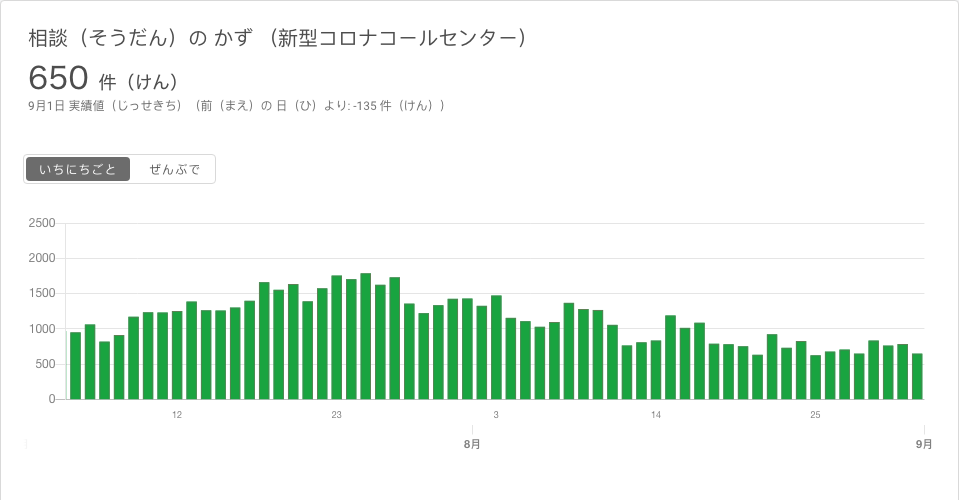 相談（そうだん）の かず （新型コロナコールセンター）
650 件（けん）
9月1日 実績値（じっせきち）（前（まえ）の 日（ひ）より: -135 件（けん））
いちにちごと ぜんぶで
2500
2000
1500
1000
500
0
12 23 3 14 25
8月 9月